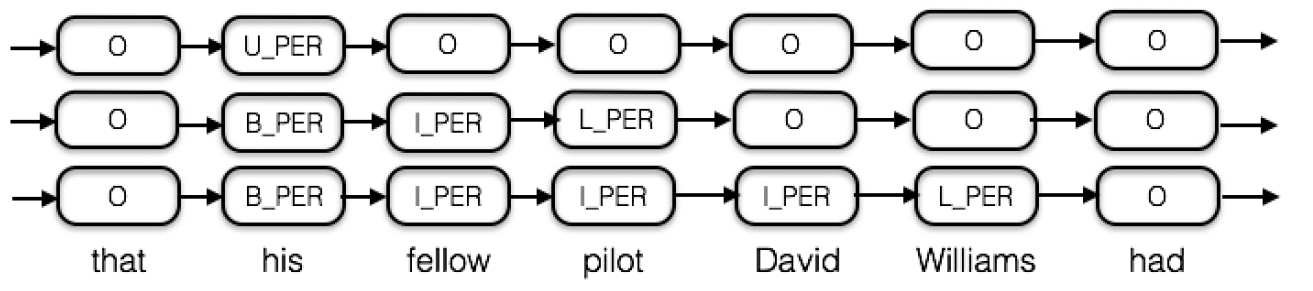 O U_PER O O O O O
O B_PER I_PER L_PER O O O
O B_PER I_PER I_PER I_PER L_PER O
that his fellow pilot David Williams had